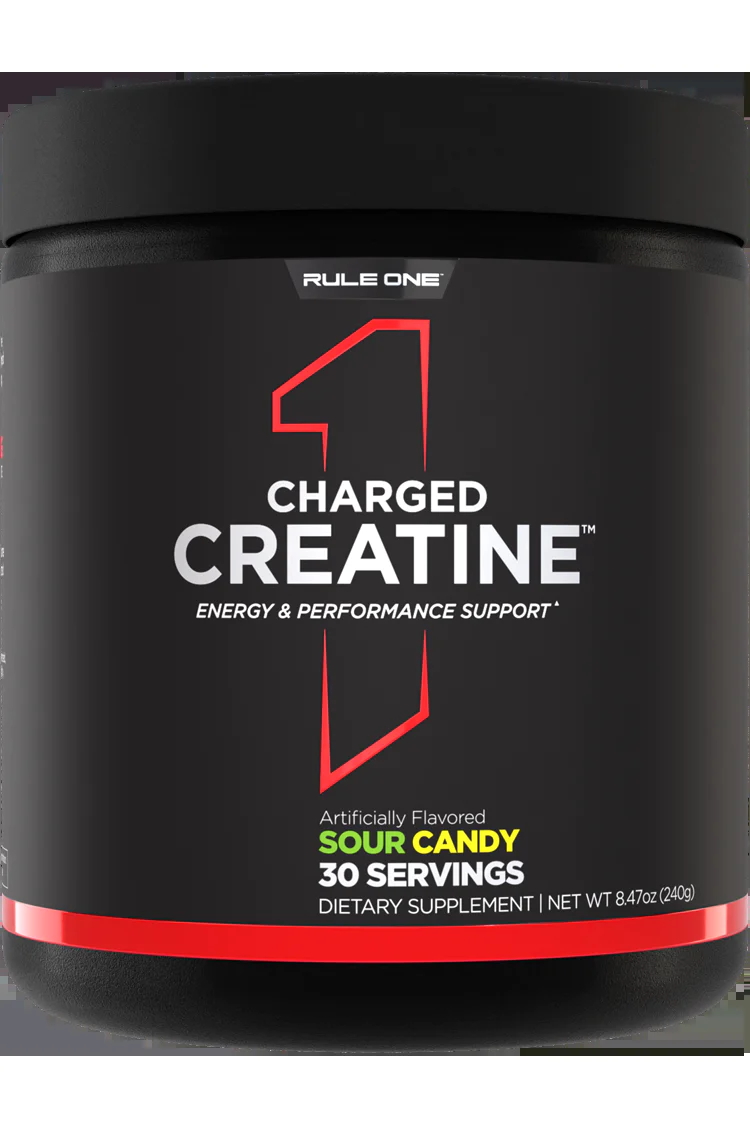 RULE ONE™
CHARGED
CREATINE™
ENERGY & PERFORMANCE SUPPORT▲
Artificially Flavored
SOUR CANDY
30 SERVINGS
DIETARY SUPPLEMENT | NET WT 8.47oz (240g)